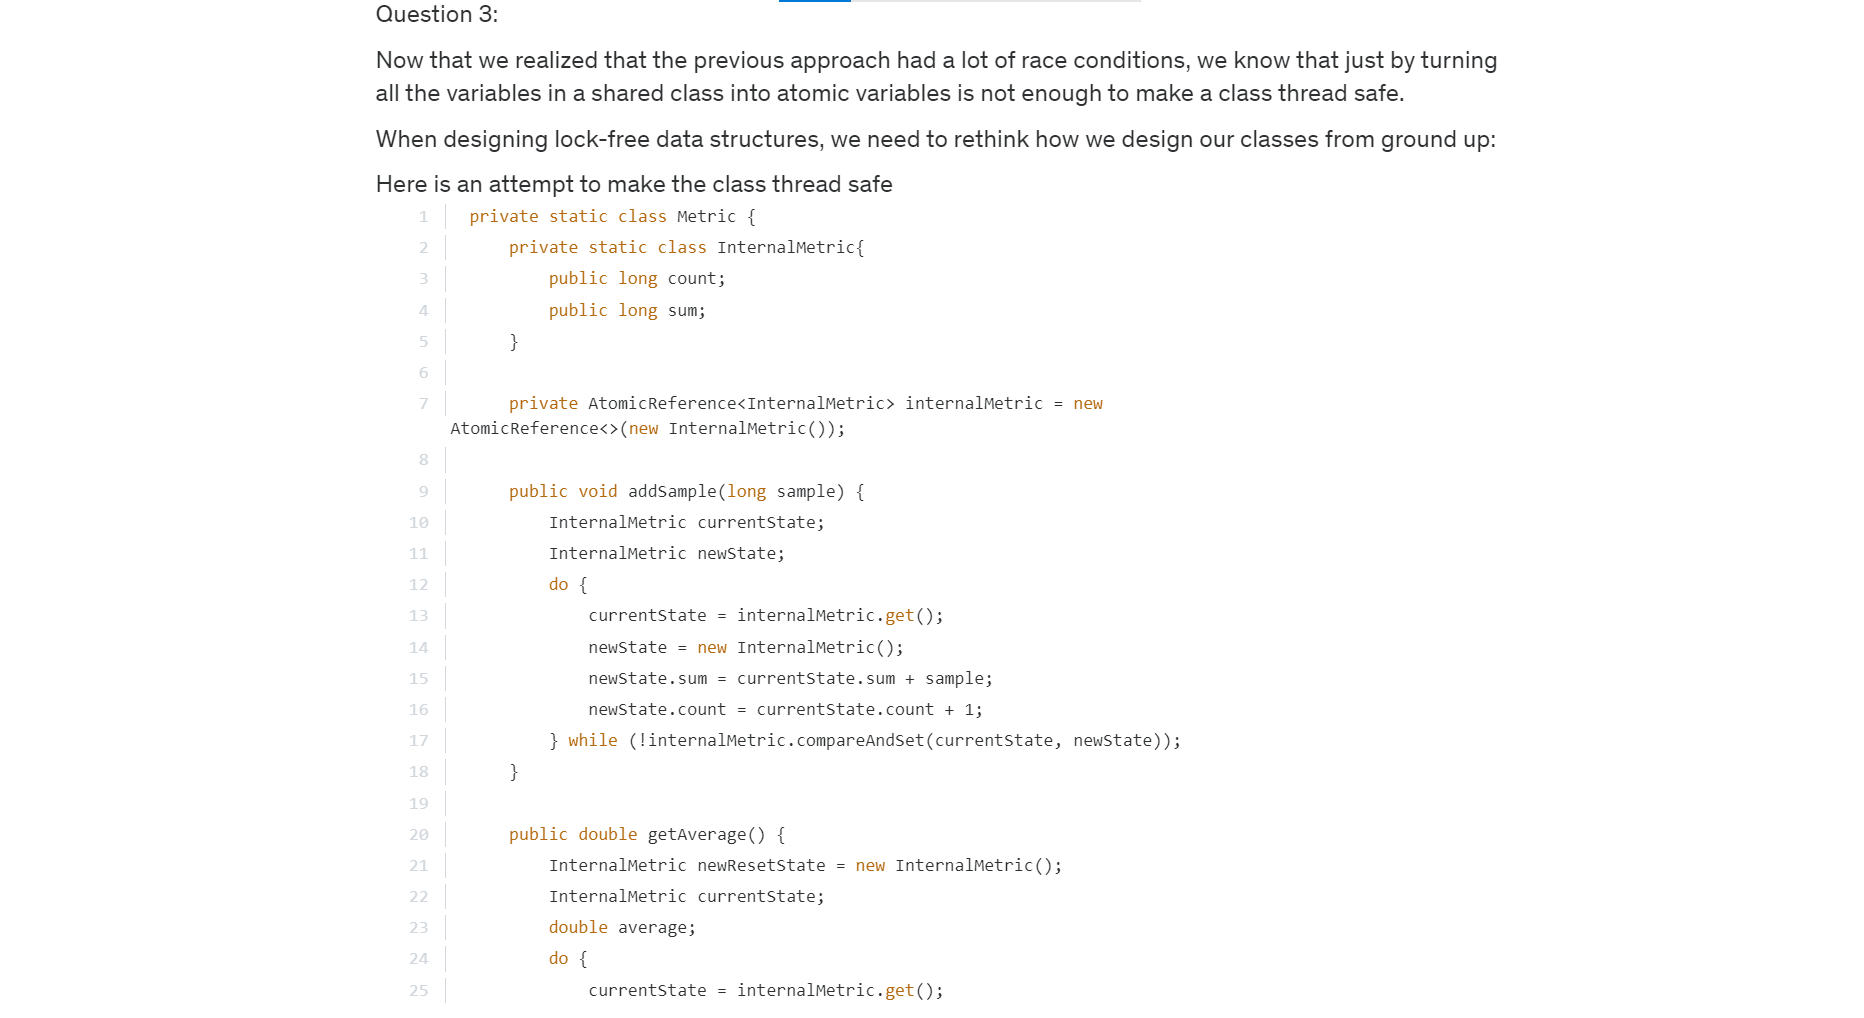 Question 3:
Now that we realized that the previous approach had a lot of race conditions, we know that just by turning
all the variables in a shared class into atomic variables is not enough to make a class thread safe.
When designing lock-free data structures, we need to rethink how we design our classes from ground up:
Here is an attempt to make the class thread safe
1 private static class Metric {
2 private static class InternalMetric{
3 public long count;
4 public long sum;
5 }
6
7 private AtomicReference<InternalMetric> internalMetric = new
AtomicReference<>(new InternalMetric());
8
9 public void addSample(long sample) {
10 InternalMetric currentState;
11 InternalMetric newState;
12 do {
13 currentState = internalMetric.get();
14 newState = new InternalMetric();
15 newState.sum = currentState.sum + sample;
16 newState.count = currentState.count + 1;
17 } while (!internalMetric.compareAndSet(currentState, newState));
18 }
19
20 public double getAverage() {
21 InternalMetric newResetState = new InternalMetric();
22 InternalMetric currentState;
23 double average;
24 do {
25 currentState = internalMetric.get();